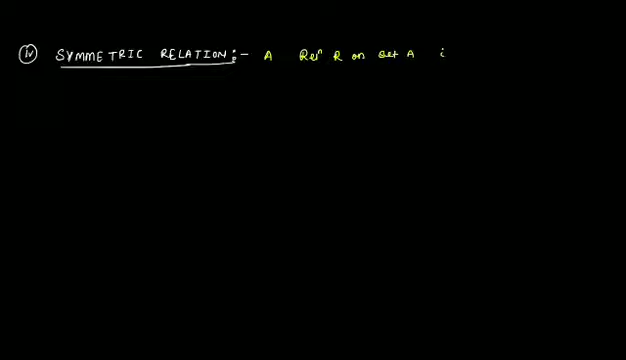 (iv) SYMMETRIC RELATION :- A Relⁿ R on set A i